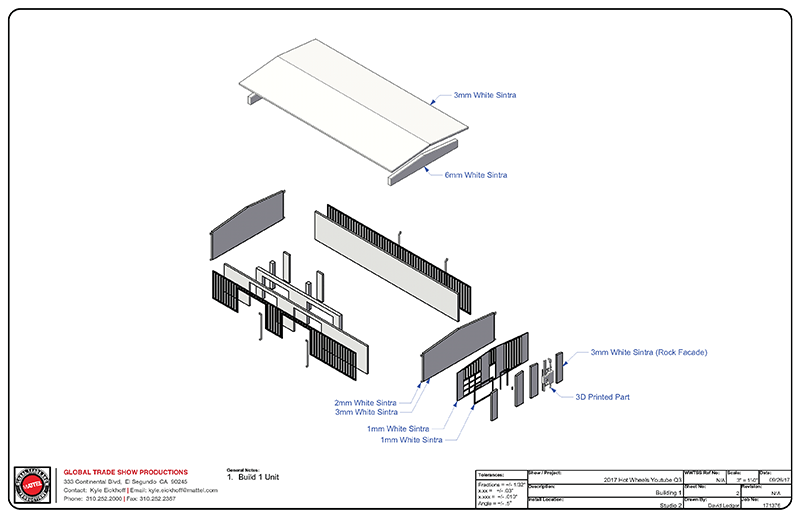 3mm White Sintra
6mm White Sintra
3mm White Sintra (Rock Facade)
3D Printed Part
2mm White Sintra
3mm White Sintra
1mm White Sintra
1mm White Sintra
MATTEL
GLOBAL TRADE SHOW PRODUCTIONS
333 Continental Blvd, El Segundo CA 90245
Contact: Kyle Eickhoff | Email: kyle.eickhoff@mattel.com
Phone: 310.252.2000 | Fax: 310.252.2357
General Notes:
1. Build 1 Unit
Tolerances:
Fractions = +/- 1/32"
x.xx = +/- .03"
x.xxx = +/- .013"
Angle = +/- .5°
Show / Project:
2017 Hot Wheels Youtube Q3
Description:
Building 1
Install Location:
Studio 2
WWTSS Ref No:
N/A
Scale:
.3" = 1'-0"
Date:
09/26/17
Sheet No:
2
Revision:
N/A
Drawn By:
David Ledger
Job No:
171376